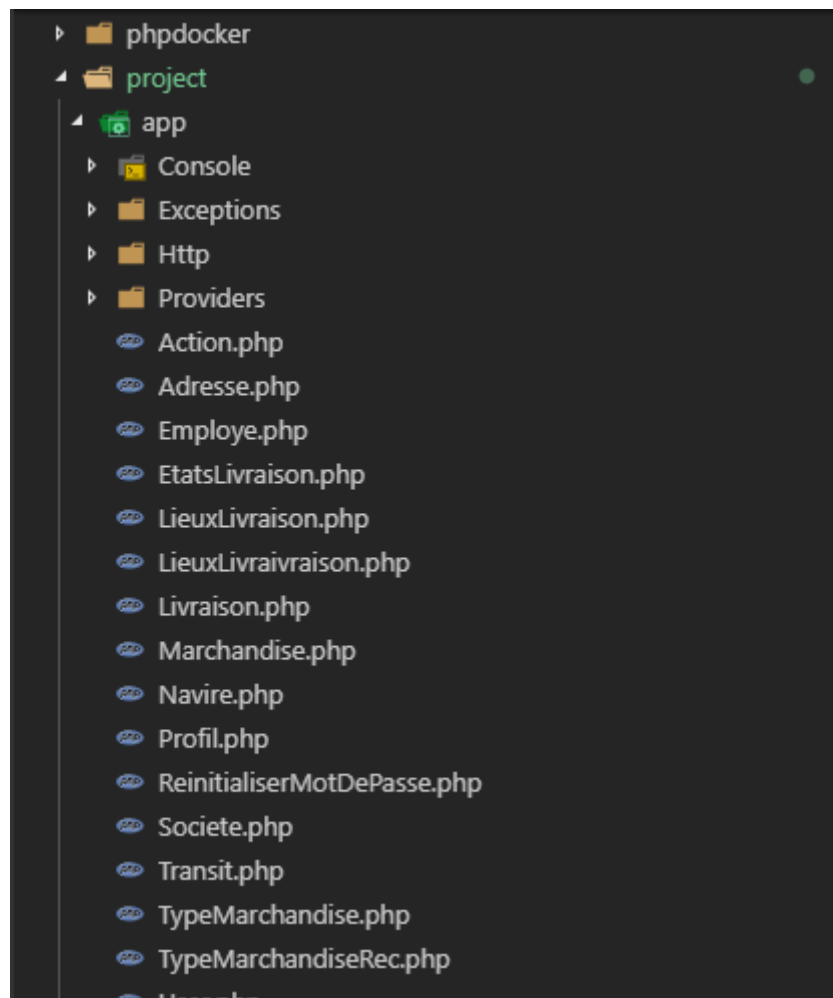 phpdocker
project
app
Console
Exceptions
Http
Providers
Action.php
Adresse.php
Employe.php
EtatsLivraison.php
LieuxLivraison.php
LieuxLivraivraison.php
Livraison.php
Marchandise.php
Navire.php
Profil.php
ReinitialiserMotDePasse.php
Societe.php
Transit.php
TypeMarchandise.php
TypeMarchandiseRec.php